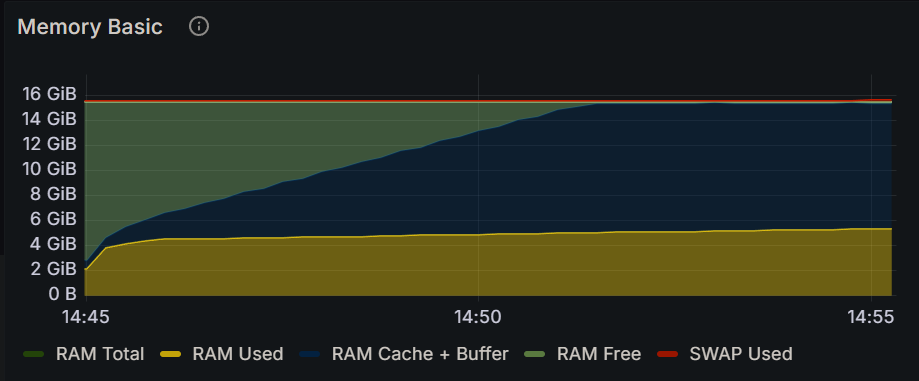 Memory Basic
16 GiB
14 GiB
12 GiB
10 GiB
8 GiB
6 GiB
4 GiB
2 GiB
0 B
14:45 14:50 14:55
RAM Total RAM Used RAM Cache + Buffer RAM Free SWAP Used